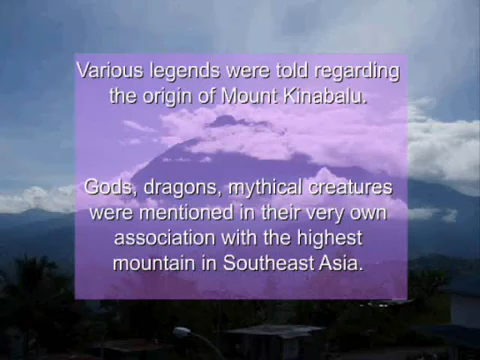 Various legends were told regarding
the origin of Mount Kinabalu.
Gods, dragons, mythical creatures
were mentioned in their very own
association with the highest
mountain in Southeast Asia.